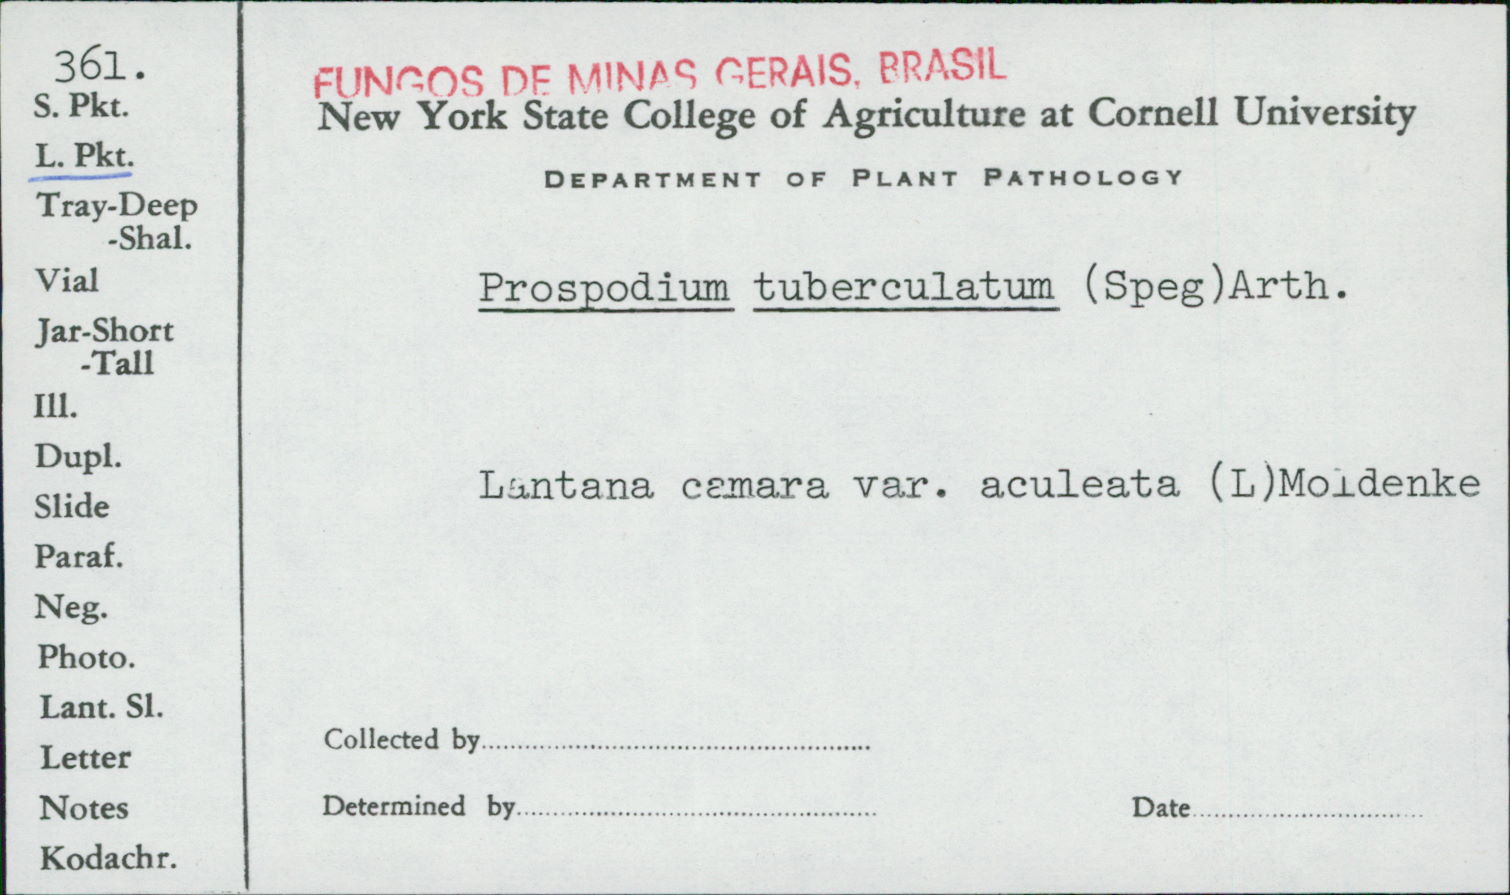 361.
S. Pkt.
L. Pkt.
Tray-Deep
-Shal.
Vial
Jar-Short
-Tall
Ill.
Dupl.
Slide
Paraf.
Neg.
Photo.
Lant. Sl.
Letter
Notes
Kodachr.
FUNGOS DE MINAS GERAIS, BRASIL
New York State College of Agriculture at Cornell University
DEPARTMENT OF PLANT PATHOLOGY
Prospodium tuberculatum (Speg)Arth.
Lantana camara var. aculeata (L)Moldenke
Collected by
Determined by
Date